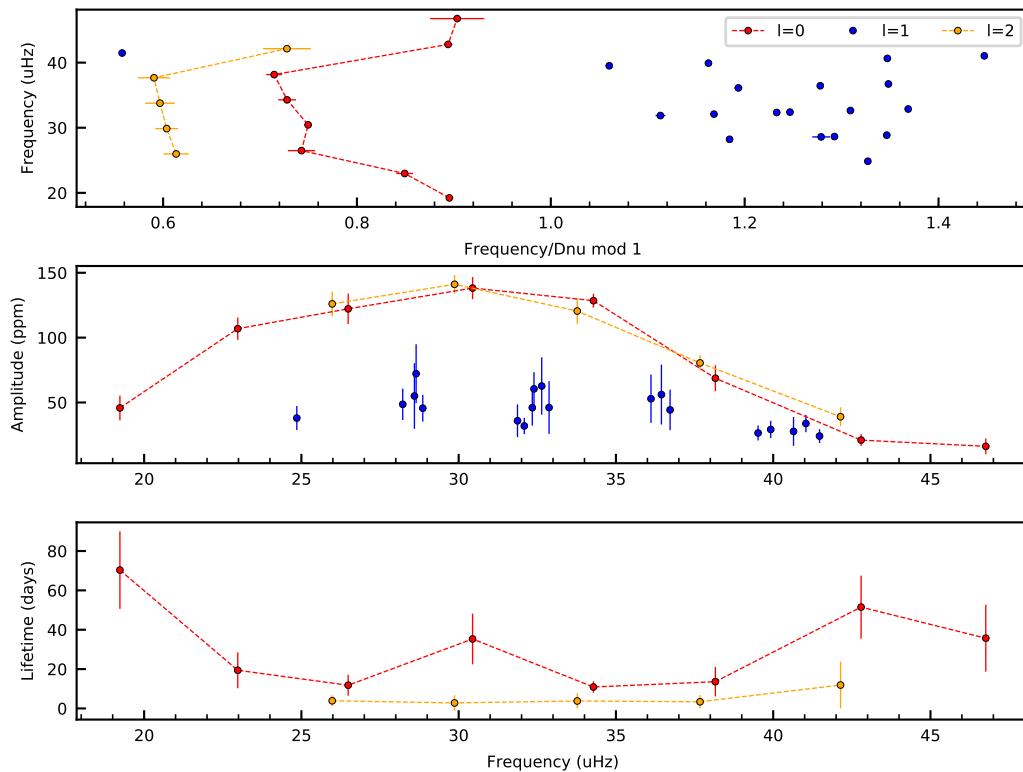 l=0 l=1 l=2
Frequency (uHz)
40
30
20
0.6 0.8 1.0 1.2 1.4
Frequency/Dnu mod 1
Amplitude (ppm)
150
100
50
20 25 30 35 40 45
Lifetime (days)
80
60
40
20
0
20 25 30 35 40 45
Frequency (uHz)